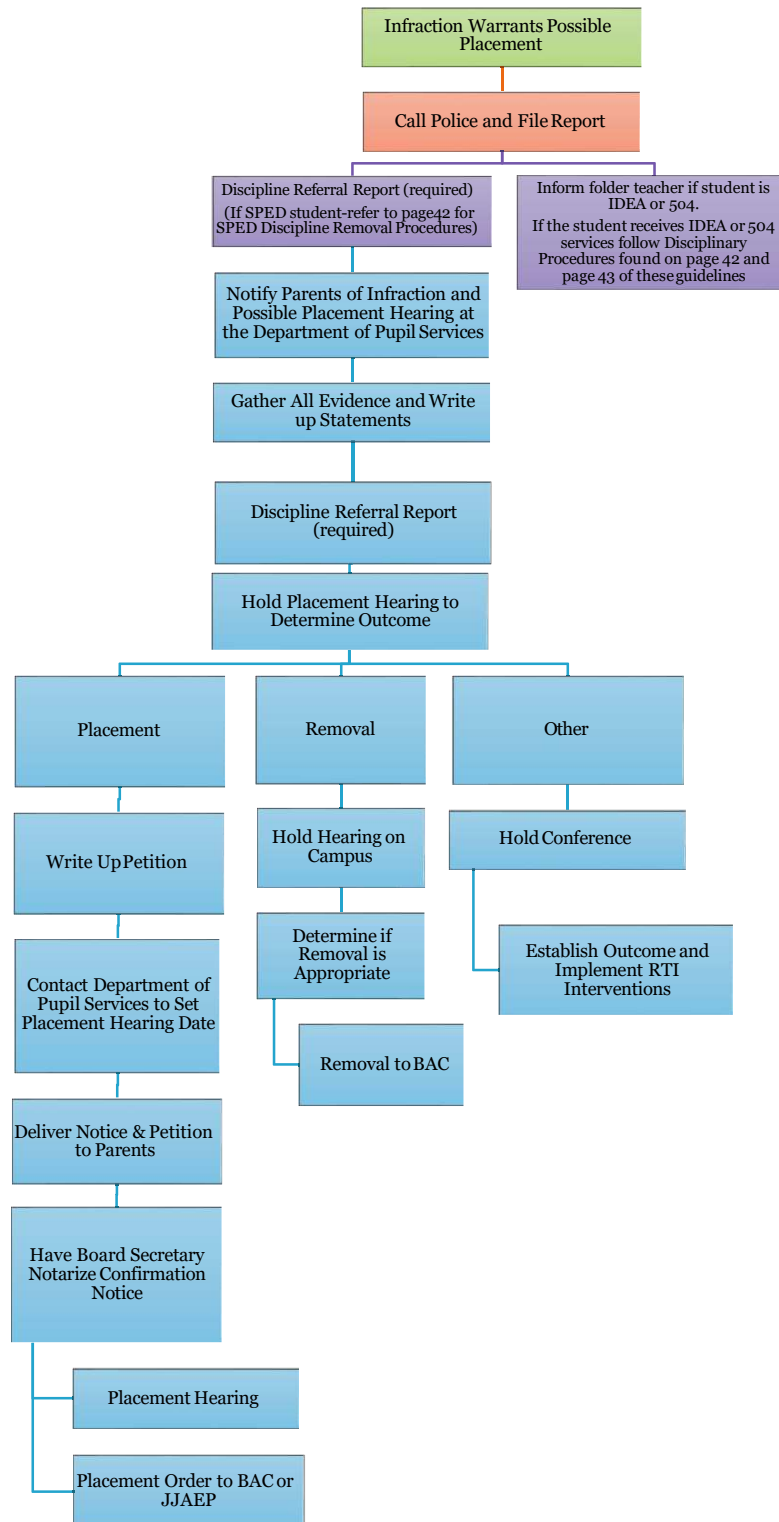 Infraction Warrants Possible
Placement
Call Police and File Report
Discipline Referral Report (required)
(If SPED student-refer to page42 for
SPED Discipline Removal Procedures)
Inform folder teacher if student is
IDEA or 504.
If the student receives IDEA or 504
services follow Disciplinary
Procedures found on page 42 and
page 43 of these guidelines
Notify Parents of Infraction and
Possible Placement Hearing at
the Department of Pupil Services
Gather All Evidence and Write
up Statements
Discipline Referral Report
(required)
Hold Placement Hearing to
Determine Outcome
Placement
Removal
Other
Write Up Petition
Hold Hearing on
Campus
Hold Conference
Contact Department of
Pupil Services to Set
Placement Hearing Date
Determine if
Removal is
Appropriate
Establish Outcome and
Implement RTI
Interventions
Removal to BAC
Deliver Notice & Petition
to Parents
Have Board Secretary
Notarize Confirmation
Notice
Placement Hearing
Placement Order to BAC or
JJAEP